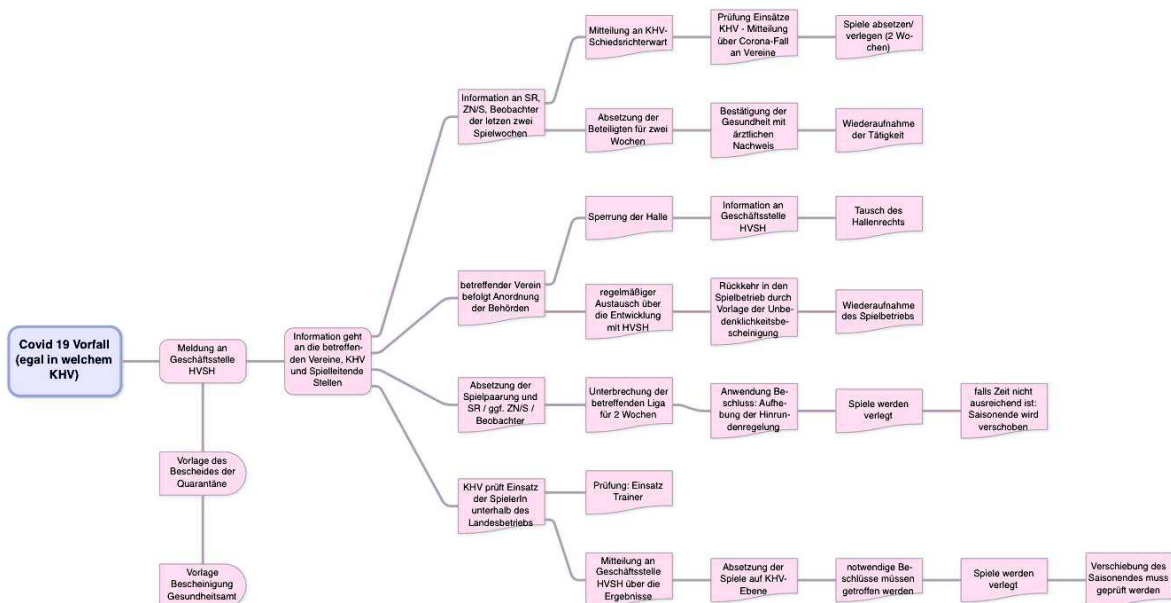 Covid 19 Vorfall
(egal in welchem
KHV)
Meldung an
Geschäftsstelle
HVSH
Vorlage des
Bescheides der
Quarantäne
Vorlage
Bescheinigung
Gesundheitsamt
Information geht
an die betreffen-
den Vereine, KHV
und Spielleitende
Stellen
Information an SR,
ZN/S, Beobachter
der letzen zwei
Spielwochen
Mitteilung an KHV-
Schiedsrichterwart
Prüfung Einsätze
KHV - Mitteilung
über Corona-Fall
an Vereine
Spiele absetzen/
verlegen (2 Wo-
chen)
Absetzung der
Beteiligten für zwei
Wochen
Bestätigung der
Gesundheit mit
ärztlichen
Nachweis
Wiederaufnahme
der Tätigkeit
betreffender Verein
befolgt Anordnung
der Behörden
Sperrung der Halle
Information an
Geschäftsstelle
HVSH
Tausch des
Hallenrechts
regelmäßiger
Austausch über
die Entwicklung
mit HVSH
Rückkehr in den
Spielbetrieb durch
Vorlage der Unbe-
denklichkeitsbe-
scheinigung
Wiederaufnahme
des Spielbetriebs
Absetzung der
Spielpaarung und
SR / ggf. ZN/S /
Beobachter
Unterbrechung der
betreffenden Liga
für 2 Wochen
Anwendung Be-
schluss: Aufhe-
bung der Hinrun-
denregelung
Spiele werden
verlegt
falls Zeit nicht
ausreichend ist:
Saisonende wird
verschoben
KHV prüft Einsatz
der SpielerIn
unterhalb des
Landesbetriebs
Prüfung: Einsatz
Trainer
Mitteilung an
Geschäftsstelle
HVSH über die
Ergebnisse
Absetzung der
Spiele auf KHV-
Ebene
notwendige Be-
schlüsse müssen
getroffen werden
Spiele werden
verlegt
Verschiebung des
Saisonendes muss
geprüft werden